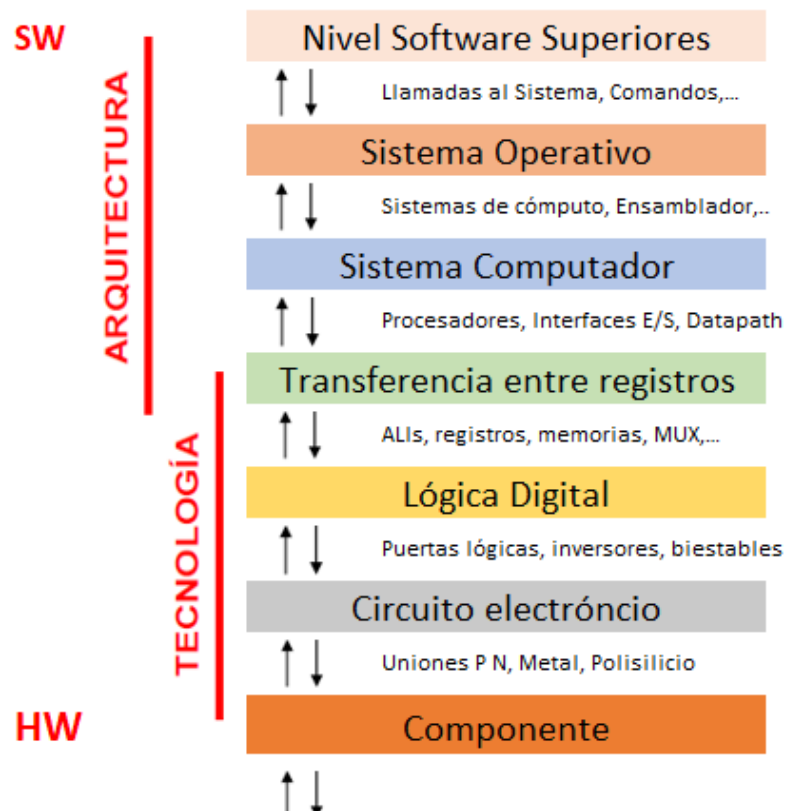 SW
Nivel Software Superiores
Llamadas al Sistema, Comandos,...
ARQUITECTURA
Sistema Operativo
Sistemas de cómputo, Ensamblador,..
Sistema Computador
Procesadores, Interfaces E/S, Datapath
Transferencia entre registros
ALIs, registros, memorias, MUX,...
TECNOLOGÍA
Lógica Digital
Puertas lógicas, inversores, biestables
Circuito electróncio
Uniones P N, Metal, Polisilicio
HW
Componente